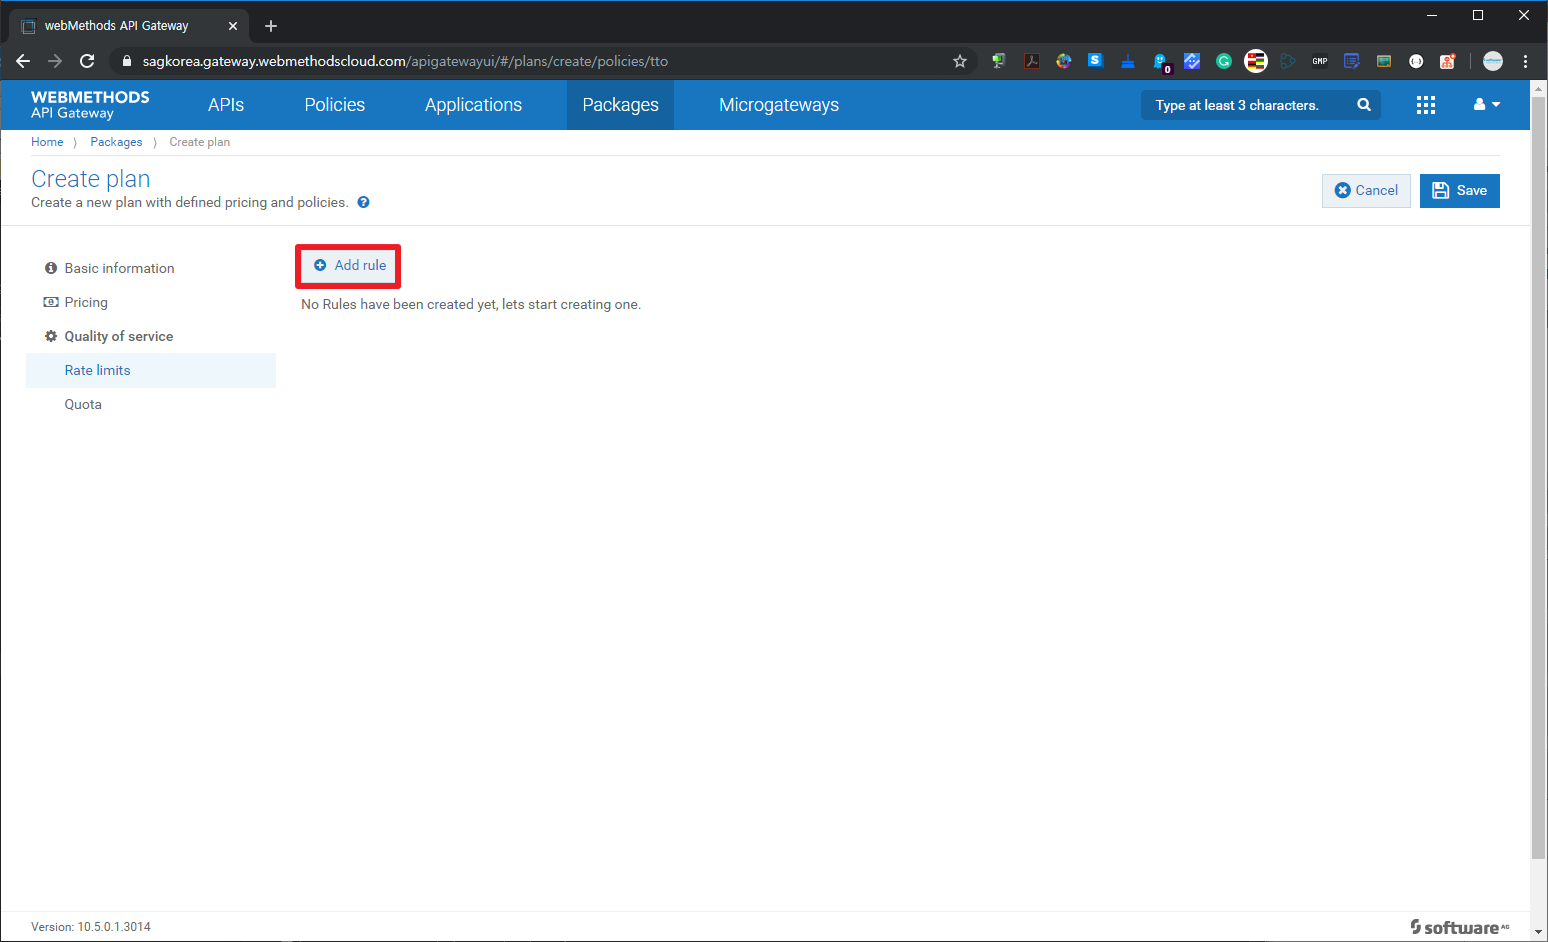 webMethods API Gateway
sagkorea.gateway.webmethodscloud.com/apigatewayui/#/plans/create/policies/tto
S
0
G
GMP
WEBMETHODS
API Gateway
APIs
Policies
Applications
Packages
Microgateways
Type at least 3 characters.
Home
Packages
Create plan
Create plan
Create a new plan with defined pricing and policies.
Cancel
Save
Basic information
Pricing
Quality of service
Rate limits
Quota
Add rule
No Rules have been created yet, lets start creating one.
Version: 10.5.0.1.3014
software AG